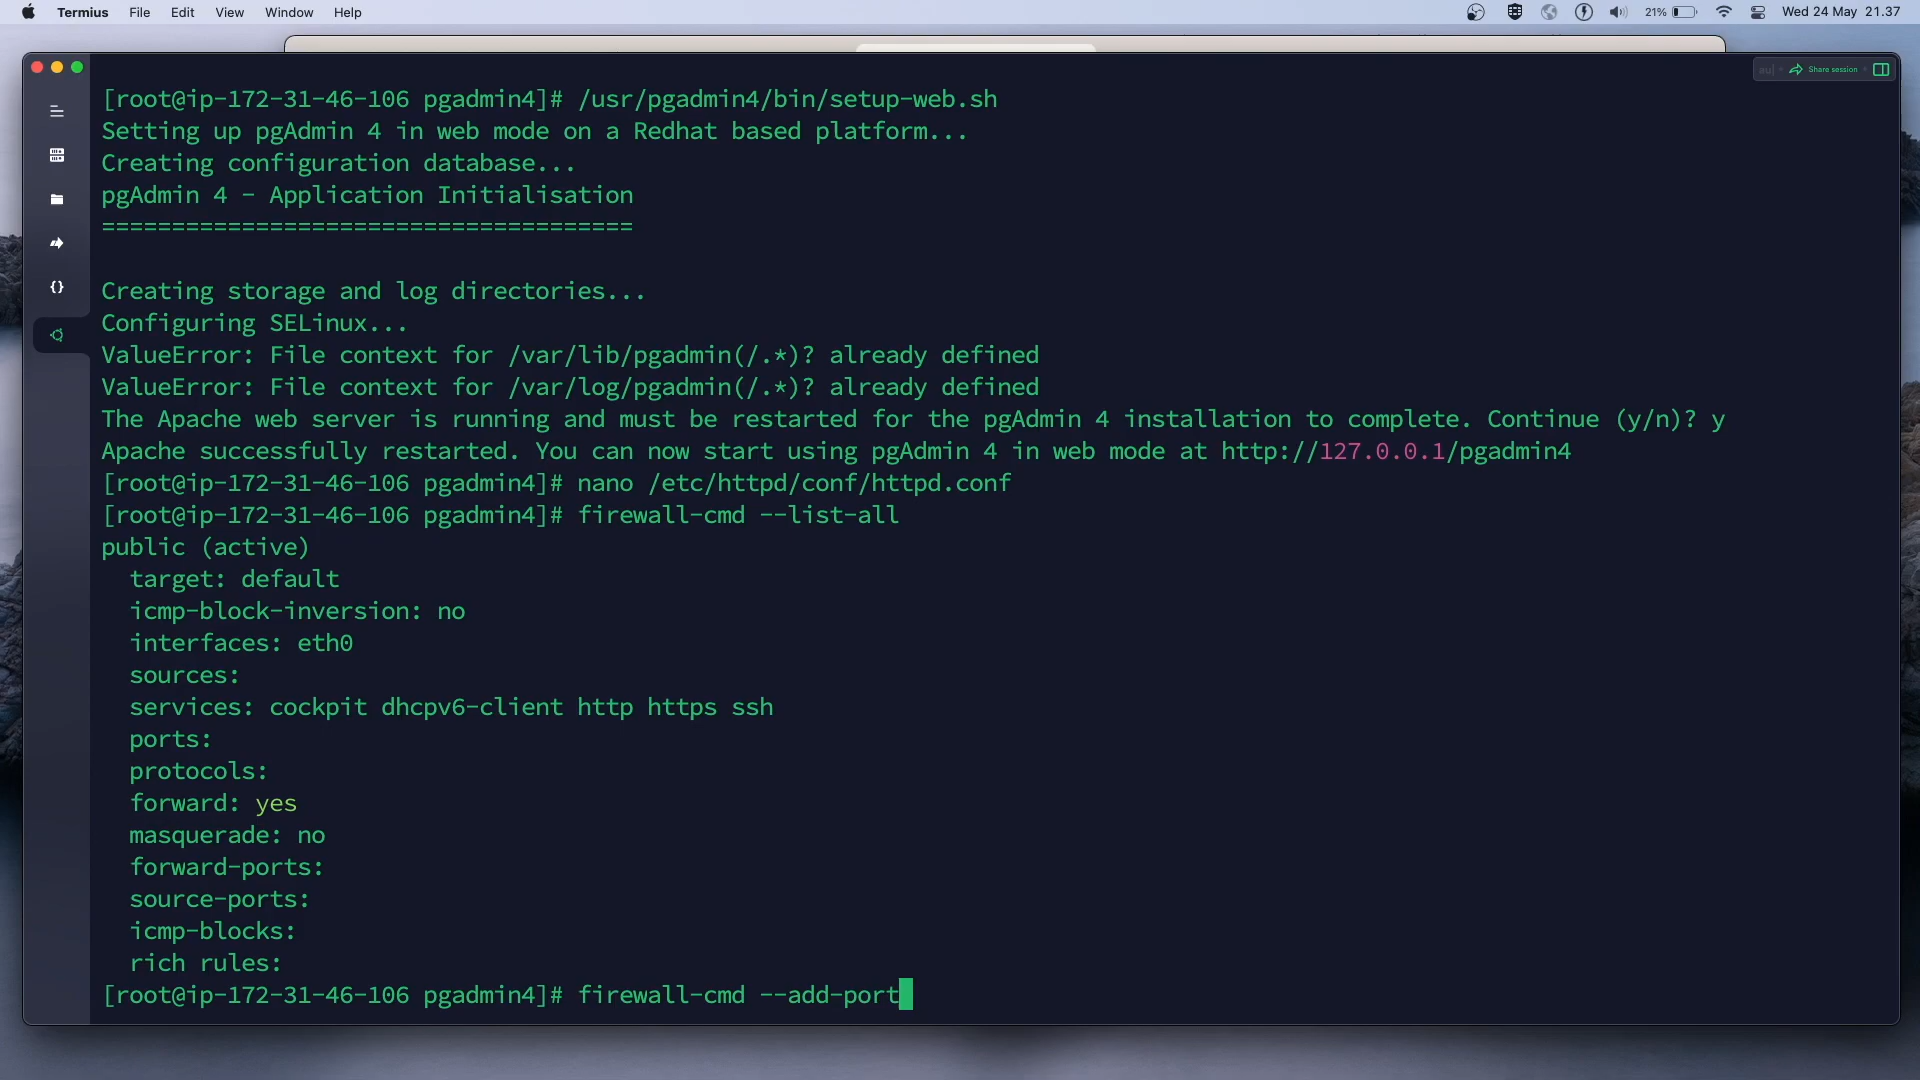 Termius File Edit View Window Help 21% Wed 24 May 21.37
Share session
[root@ip-172-31-46-106 pgadmin4]# /usr/pgadmin4/bin/setup-web.sh
Setting up pgAdmin 4 in web mode on a Redhat based platform...
Creating configuration database...
pgAdmin 4 - Application Initialisation
======================================
Creating storage and log directories...
Configuring SELinux...
ValueError: File context for /var/lib/pgadmin(/.*)? already defined
ValueError: File context for /var/log/pgadmin(/.*)? already defined
The Apache web server is running and must be restarted for the pgAdmin 4 installation to complete. Continue (y/n)? y
Apache successfully restarted. You can now start using pgAdmin 4 in web mode at http://127.0.0.1/pgadmin4
[root@ip-172-31-46-106 pgadmin4]# nano /etc/httpd/conf/httpd.conf
[root@ip-172-31-46-106 pgadmin4]# firewall-cmd --list-all
public (active)
  target: default
  icmp-block-inversion: no
  interfaces: eth0
  sources:
  services: cockpit dhcpv6-client http https ssh
  ports:
  protocols:
  forward: yes
  masquerade: no
  forward-ports:
  source-ports:
  icmp-blocks:
  rich rules:
[root@ip-172-31-46-106 pgadmin4]# firewall-cmd --add-port